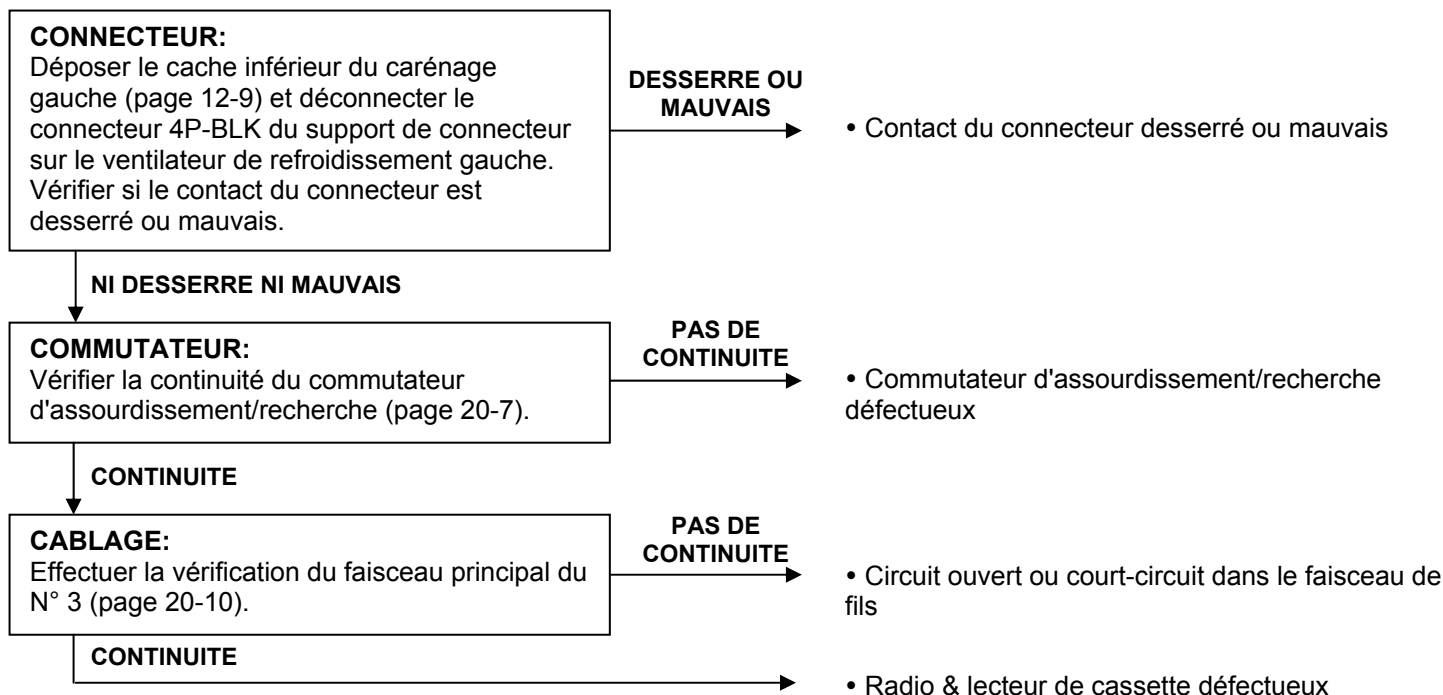 CONNECTEUR:
Déposer le cache inférieur du carénage
gauche (page 12-9) et déconnecter le
connecteur 4P-BLK du support de connecteur
sur le ventilateur de refroidissement gauche.
Vérifier si le contact du connecteur est
desserré ou mauvais.
DESSERRE OU
MAUVAIS
• Contact du connecteur desserré ou mauvais
NI DESSERRE NI MAUVAIS
COMMUTATEUR:
Vérifier la continuité du commutateur
d'assourdissement/recherche (page 20-7).
PAS DE
CONTINUITE
• Commutateur d'assourdissement/recherche
défectueux
CONTINUITE
CABLAGE:
Effectuer la vérification du faisceau principal du
N° 3 (page 20-10).
PAS DE
CONTINUITE
• Circuit ouvert ou court-circuit dans le faisceau de
fils
CONTINUITE
• Radio & lecteur de cassette défectueux